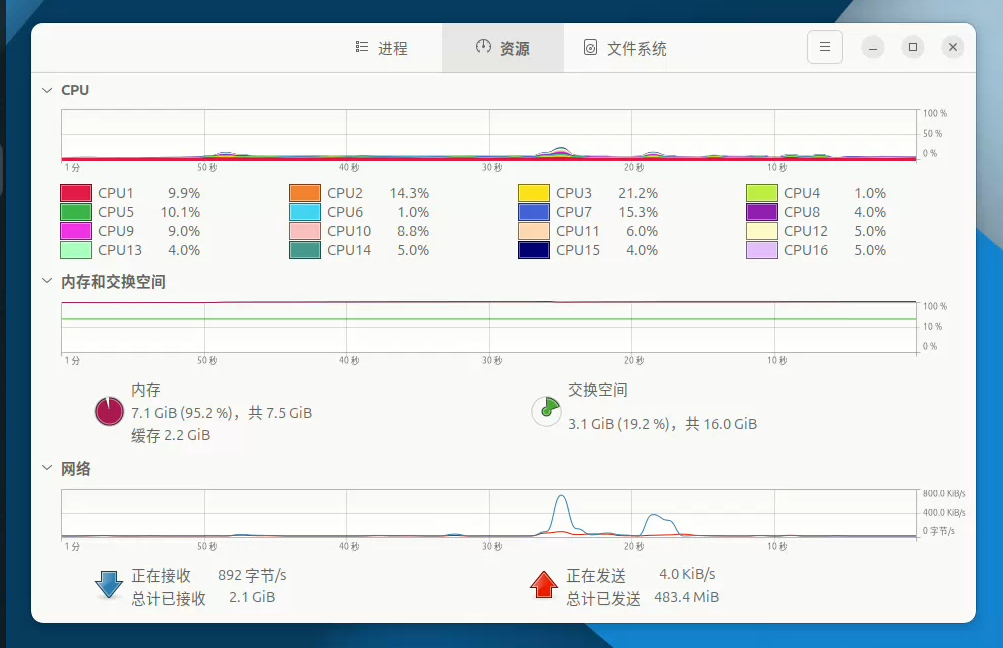 进程 资源 文件系统
CPU
100 %
50 %
0 %
1 分 50 秒 40 秒 30 秒 20 秒 10 秒
CPU1 9.9% CPU2 14.3% CPU3 21.2% CPU4 1.0%
CPU5 10.1% CPU6 1.0% CPU7 15.3% CPU8 4.0%
CPU9 9.0% CPU10 8.8% CPU11 6.0% CPU12 5.0%
CPU13 4.0% CPU14 5.0% CPU15 4.0% CPU16 5.0%
内存和交换空间
100 %
10 %
0 %
1 分 50 秒 40 秒 30 秒 20 秒 10 秒
内存
7.1 GiB (95.2 %)，共 7.5 GiB
缓存 2.2 GiB
交换空间
3.1 GiB (19.2 %)，共 16.0 GiB
网络
800.0 KiB/s
400.0 KiB/s
0 字节/s
1 分 50 秒 40 秒 30 秒 20 秒 10 秒
正在接收 892 字节/s
总计已接收 2.1 GiB
正在发送 4.0 KiB/s
总计已发送 483.4 MiB